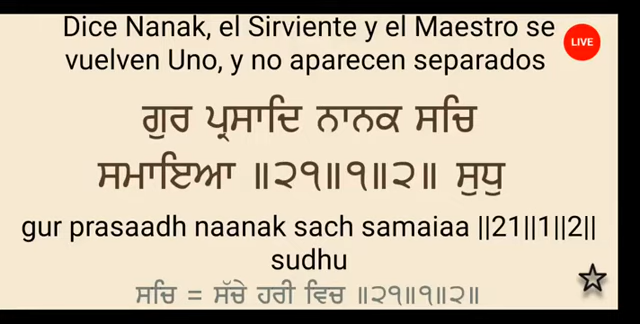 Dice Nanak, el Sirviente y el Maestro se
vuelven Uno, y no aparecen separados
LIVE
ਗੁਰ ਪ੍ਰਸਾਦਿ ਨਾਨਕ ਸਚਿ
ਸਮਾਇਆ ॥੨੧॥੧॥੨॥ ਸੁਧੁ
gur prasaadh naanak sach samaiaa ||21||1||2||
sudhu
ਸਚਿ = ਸੱਚੇ ਹਰੀ ਵਿਚ ॥੨੧॥੧॥੨॥